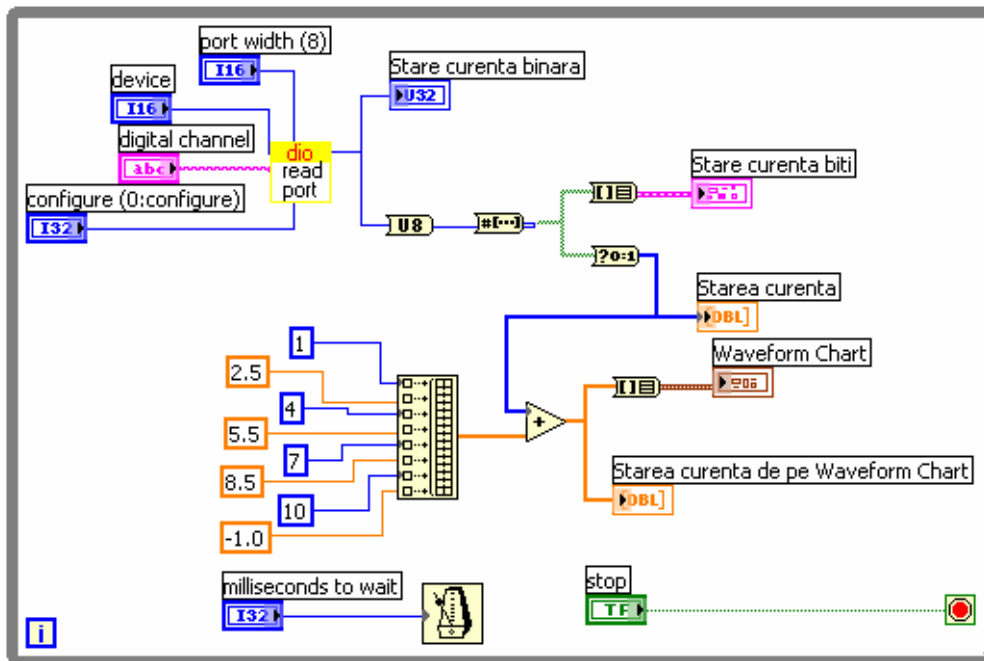 port width (8)
I16
Stare curenta binara
U32
device
I16
digital channel
abc
dio
read
port
configure (0:configure)
I32
U8
#[...]
[ ]
Stare curenta biti
?0:1
Starea curenta
[DBL]
1
2.5
4
5.5
7
8.5
10
-1.0
+
[ ]
Waveform Chart
Starea curenta de pe Waveform Chart
[DBL]
milliseconds to wait
I32
stop
TF
i